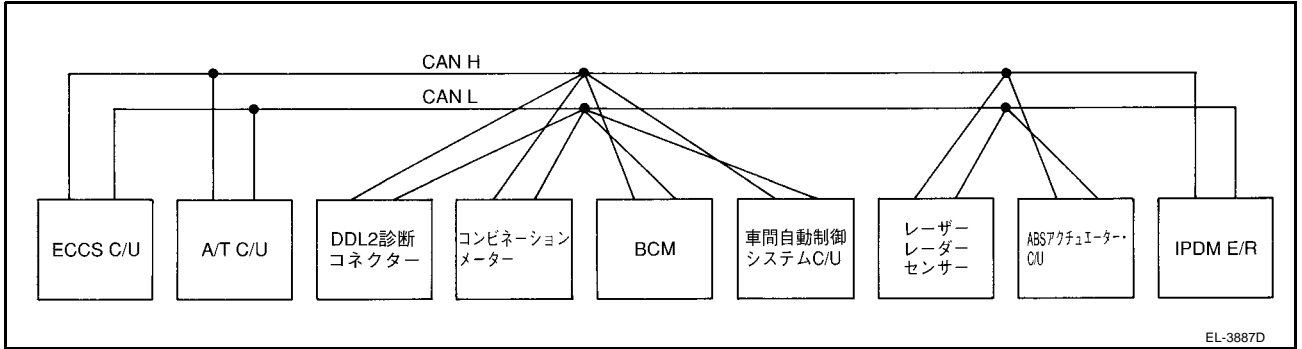 CAN H
CAN L
ECCS C/U
A/T C/U
DDL2診断
コネクター
コンビネーション
メーター
BCM
車間自動制御
システムC/U
レーザー
レーダー
センサー
ABSアクチュエーター・
C/U
IPDM E/R
EL-3887D